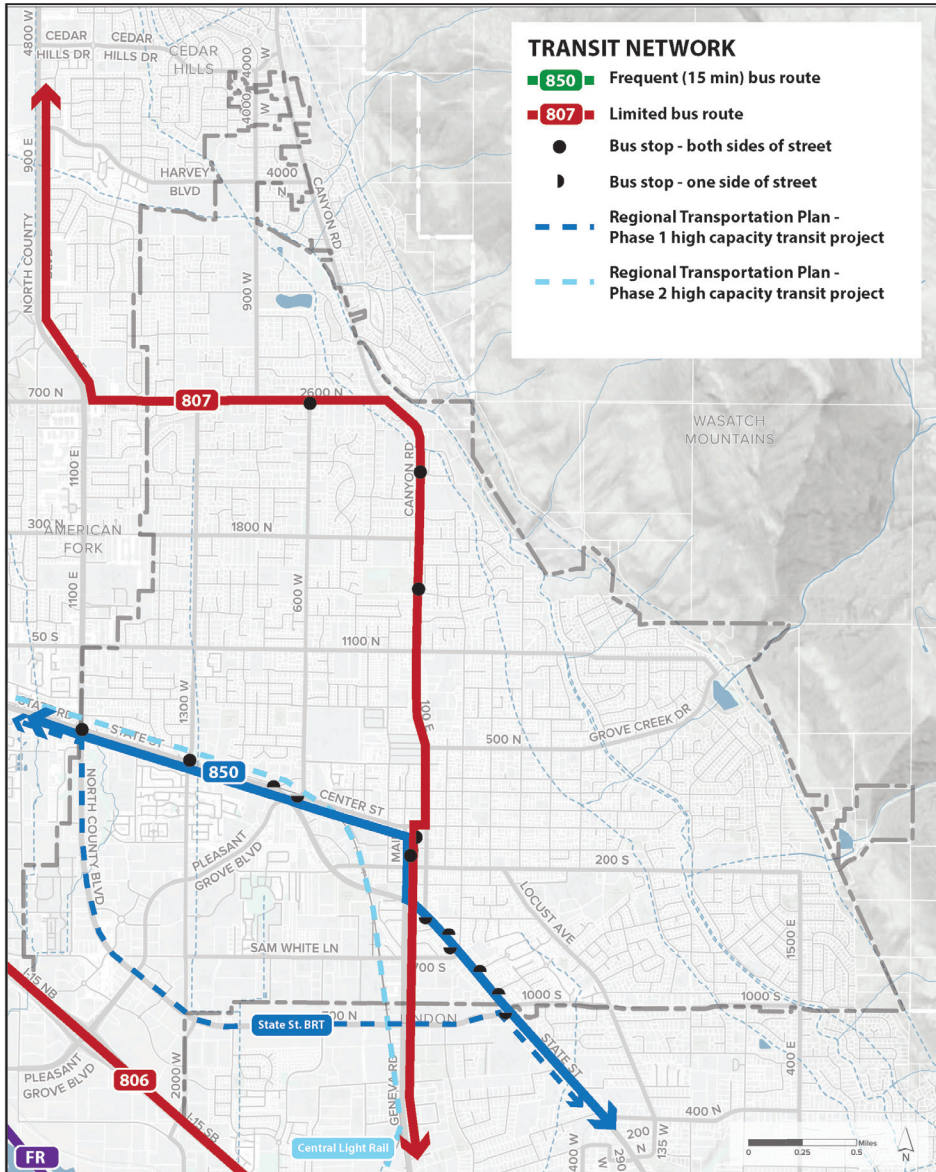 TRANSIT NETWORK
850 Frequent (15 min) bus route
807 Limited bus route
Bus stop - both sides of street
Bus stop - one side of street
Regional Transportation Plan -
Phase 1 high capacity transit project
Regional Transportation Plan -
Phase 2 high capacity transit project
4800 W
CEDAR
HILLS DR
CEDAR
HILLS DR
CEDAR
HILLS
4000
W
4000 W
900 E
HARVEY
BLVD
4000
N
CANYON RD
NORTH COUNTY
BLVD
900 W
700 N
807
2600 N
WASATCH
MOUNTAINS
1100 E
CANYON RD
300 N
AMERICAN
FORK
1800 N
1100 E
600 W
50 S
1100 N
1300 W
100 E
GROVE CREEK DR
STATE RD
STATE ST
500 N
850
CENTER ST
NORTH COUNTY BLVD
PLEASANT
GROVE BLVD
200 S
LOCUST AVE
1500 E
SAM WHITE LN
700 S
I-15 NB
1000 S
1000 S
State St. BRT
STATE ST
PLEASANT
GROVE BLVD
2000 W
806
GENEVA RD
400 E
I-15 SB
400 N
200
N
400
W
135 W
Central Light Rail
FR
0 0.25 0.5
Miles
N